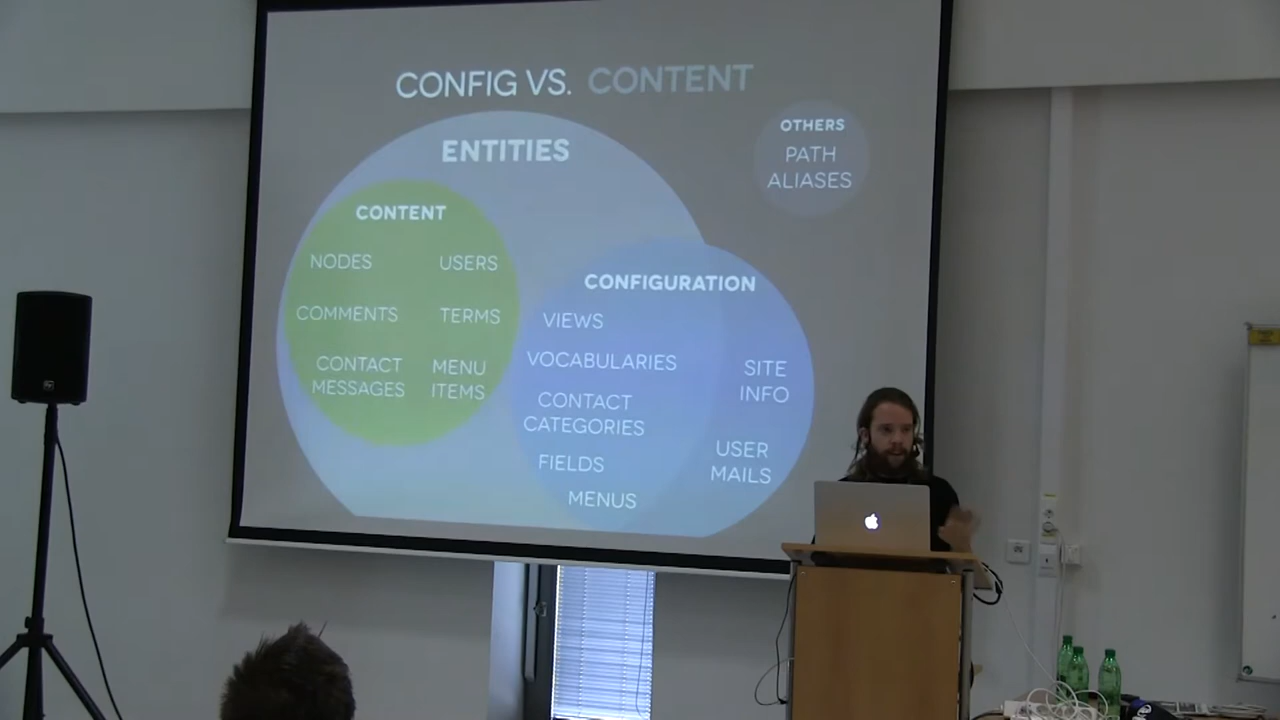 CONFIG VS. CONTENT
ENTITIES
OTHERS
PATH
ALIASES
CONTENT
NODES
USERS
COMMENTS
TERMS
CONTACT
MESSAGES
MENU
ITEMS
CONFIGURATION
VIEWS
VOCABULARIES
CONTACT
CATEGORIES
FIELDS
MENUS
SITE
INFO
USER
MAILS